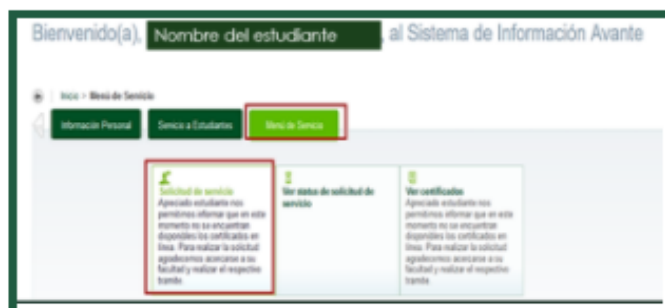 Bienvenido(a), Nombre del estudiante, al Sistema de Información Avante
Inicio > Menú de Servicio
Información Personal
Servicio a Estudiantes
Menú de Servicio
Solicitud de servicio
Apreciado estudiante nos
permitimos informar que en este
momento no se encuentran
disponibles los certificados en
línea. Para realizar la solicitud
agradecemos acercarse a su
facultad y realizar el respectivo
tramite.
Ver status de solicitud de
servicio
Ver certificados
Apreciado estudiante nos
permitimos informar que en este
momento no se encuentran
disponibles los certificados en
línea. Para realizar la solicitud
agradecemos acercarse a su
facultad y realizar el respectivo
tramite.